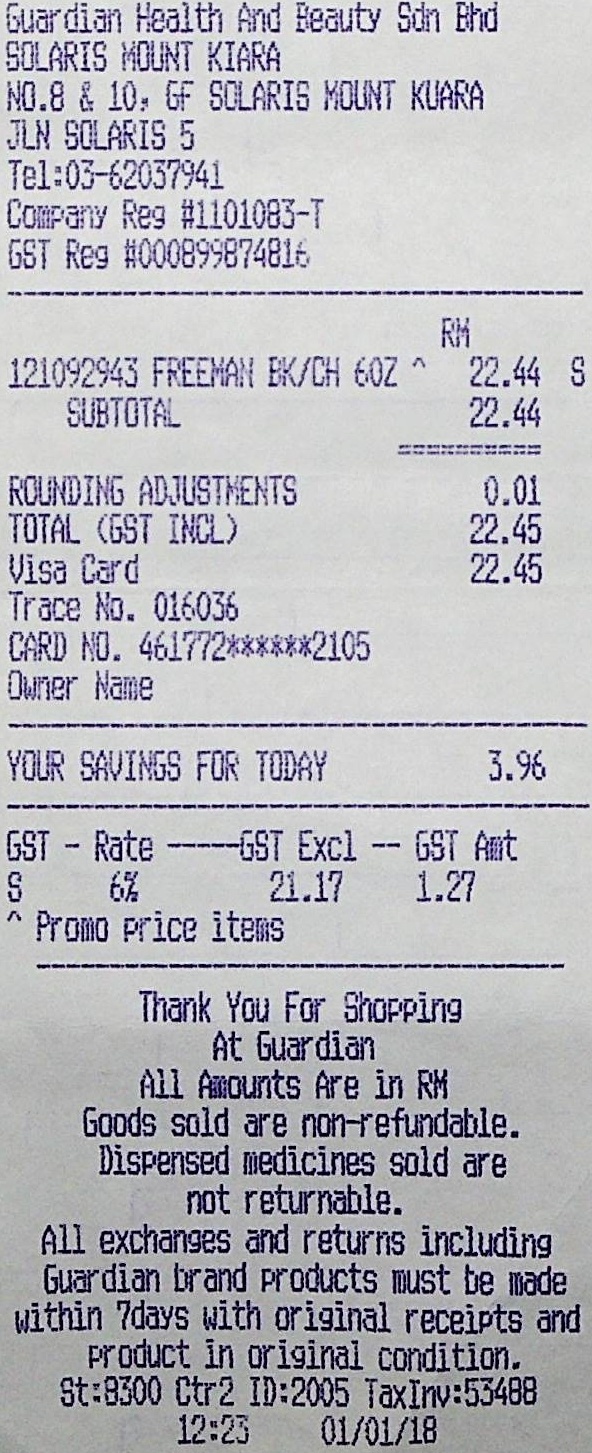 Guardian Health And Beauty Sdn Bhd
SOLARIS MOUNT KIARA
NO.8 & 10, GF SOLARIS MOUNT KUARA
JLN SOLARIS 5
Tel:03-62037941
Company Reg #1101083-T
GST Reg #000899874816
----------------------------------------
RM
121092943 FREEMAN BK/CH 6OZ ^ 22.44 S
SUBTOTAL 22.44
==========
ROUNDING ADJUSTMENTS 0.01
TOTAL (GST INCL) 22.45
Visa Card 22.45
Trace No. 016036
CARD NO. 461772******2105
Owner Name
----------------------------------------
YOUR SAVINGS FOR TODAY 3.96
----------------------------------------
GST - Rate -----GST Excl -- GST Amt
S 6% 21.17 1.27
^ Promo price items
------------------------------------
Thank You For Shopping
At Guardian
All Amounts Are in RM
Goods sold are non-refundable.
Dispensed medicines sold are
not returnable.
All exchanges and returns including
Guardian brand products must be made
within 7days with original receipts and
product in original condition.
St:8300 Ctr2 ID:2005 TaxInv:53488
12:23 01/01/18